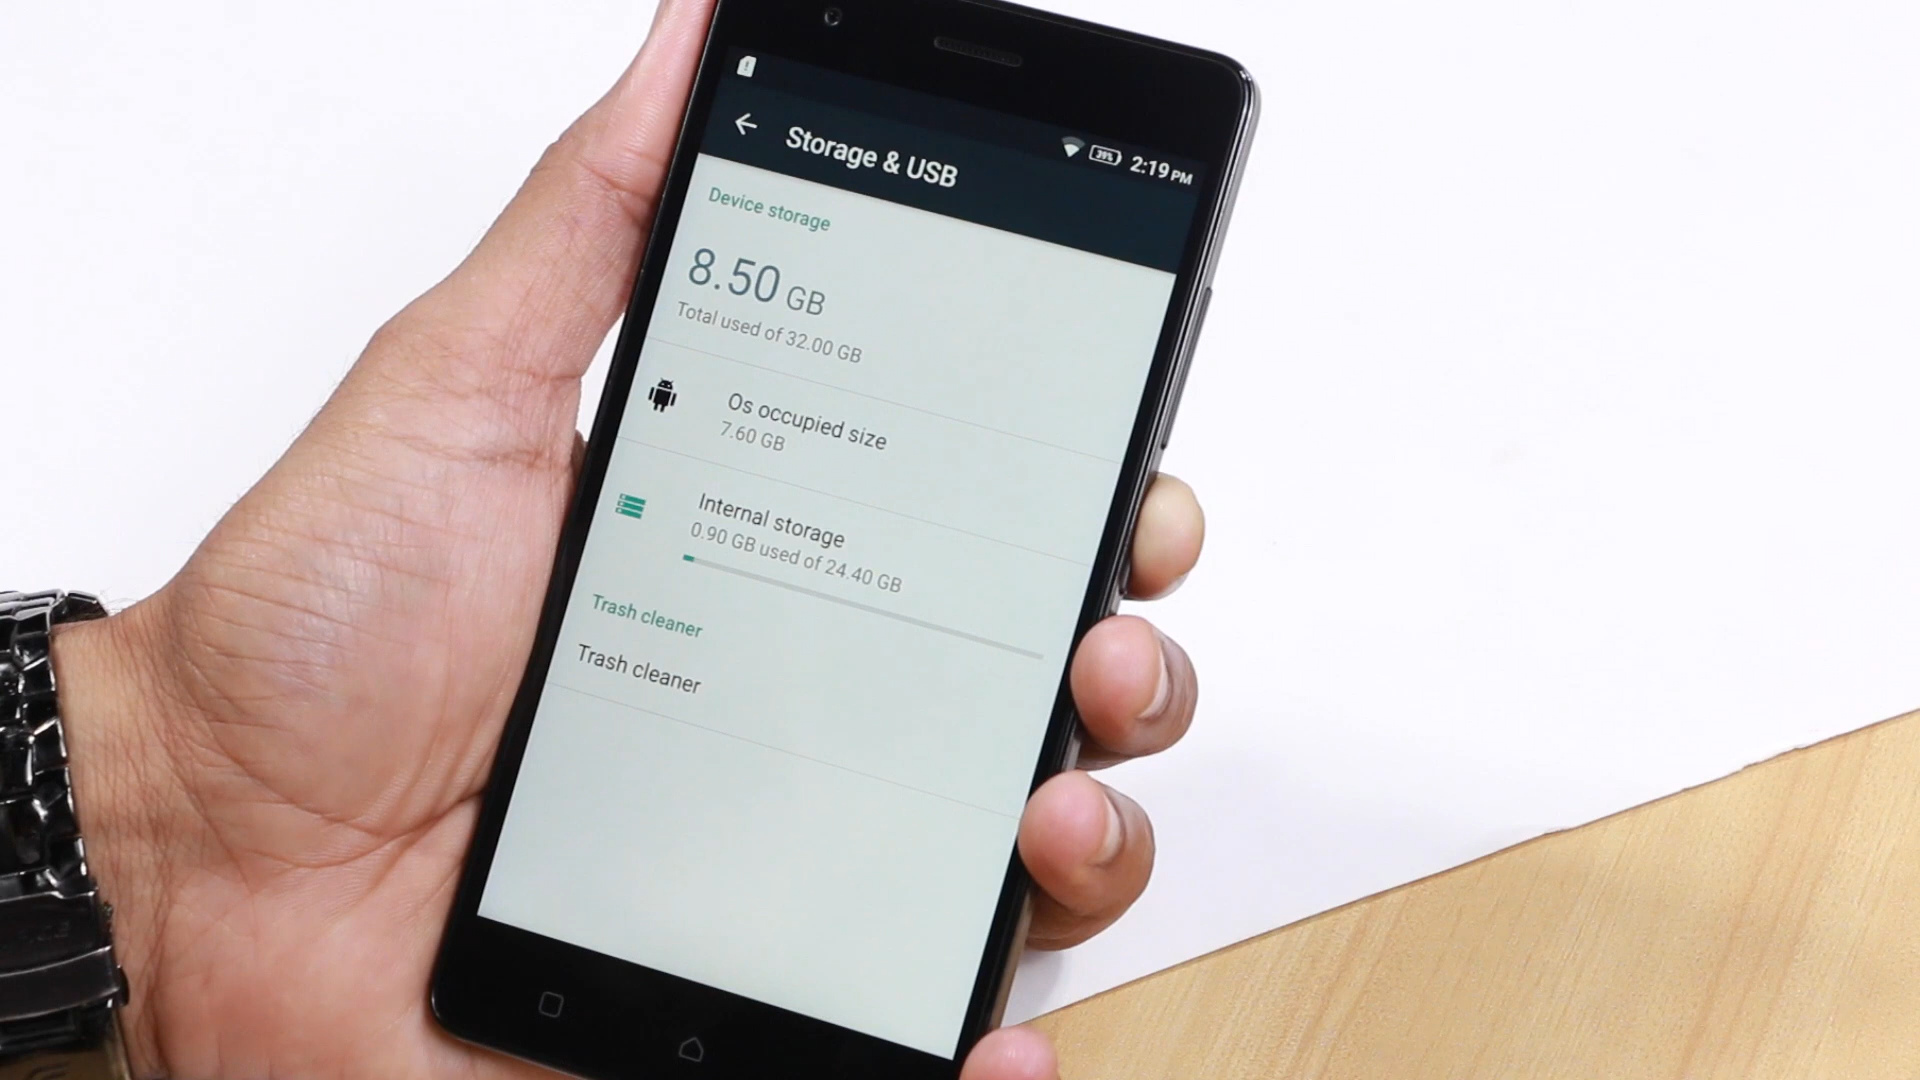 39% 2:19 PM
Storage & USB
Device storage
8.50 GB
Total used of 32.00 GB
Os occupied size
7.60 GB
Internal storage
0.90 GB used of 24.40 GB
Trash cleaner
Trash cleaner